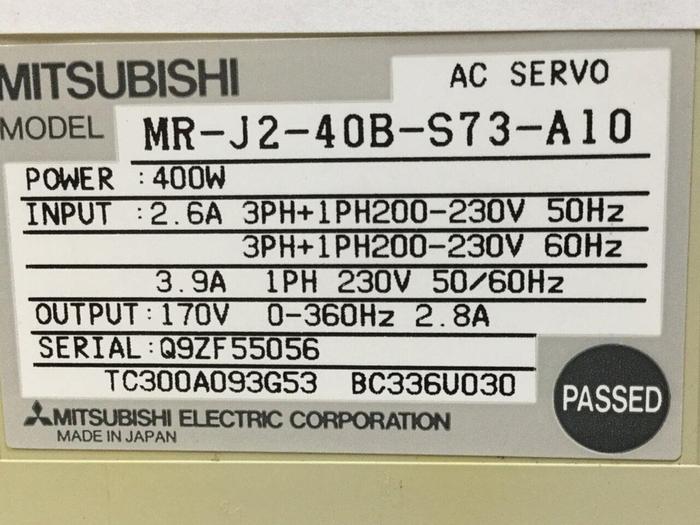 MITSUBISHI
AC SERVO
MODEL MR-J2-40B-S73-A10
POWER : 400W
INPUT : 2.6A 3PH+1PH200-230V 50Hz
3PH+1PH200-230V 60Hz
3.9A 1PH 230V 50/60Hz
OUTPUT: 170V 0-360Hz 2.8A
SERIAL: Q9ZF55056
TC300A093G53 BC336U030
PASSED
MITSUBISHI ELECTRIC CORPORATION
MADE IN JAPAN